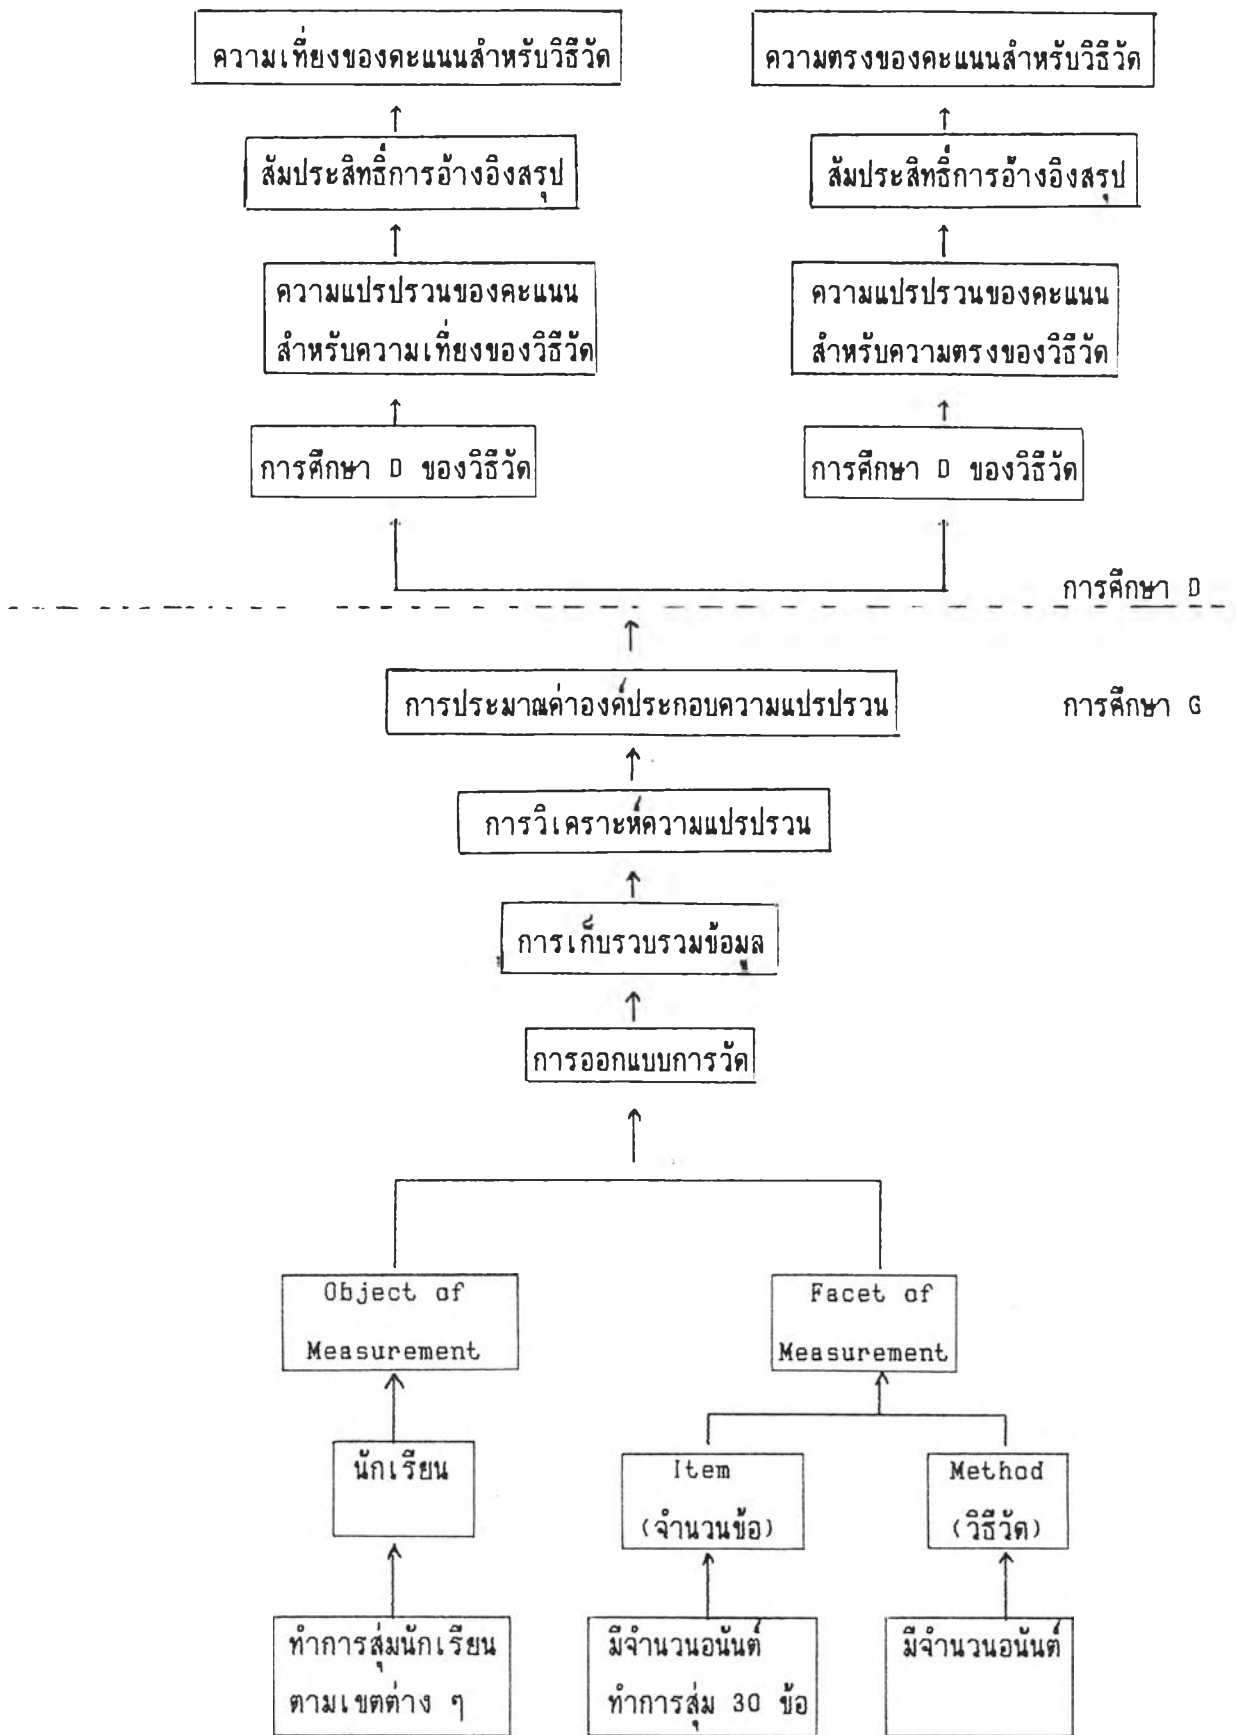 ความเที่ยงของคะแนนสำหรับวิธีวัด
ความตรงของคะแนนสำหรับวิธีวัด
สัมประสิทธิ์การอ้างอิงสรุป
สัมประสิทธิ์การอ้างอิงสรุป
ความแปรปรวนของคะแนน
สำหรับความเที่ยงของวิธีวัด
ความแปรปรวนของคะแนน
สำหรับความตรงของวิธีวัด
การศึกษา D ของวิธีวัด
การศึกษา D ของวิธีวัด
การศึกษา D
การประมาณค่าองค์ประกอบความแปรปรวน
การศึกษา G
การวิเคราะห์ความแปรปรวน
การเก็บรวบรวมข้อมูล
การออกแบบการวัด
Object of
Measurement
Facet of
Measurement
นักเรียน
Item
(จำนวนข้อ)
Method
(วิธีวัด)
ทำการสุ่มนักเรียน
ตามเขตต่าง ๆ
มีจำนวนอนันต์
ทำการสุ่ม 30 ข้อ
มีจำนวนอนันต์